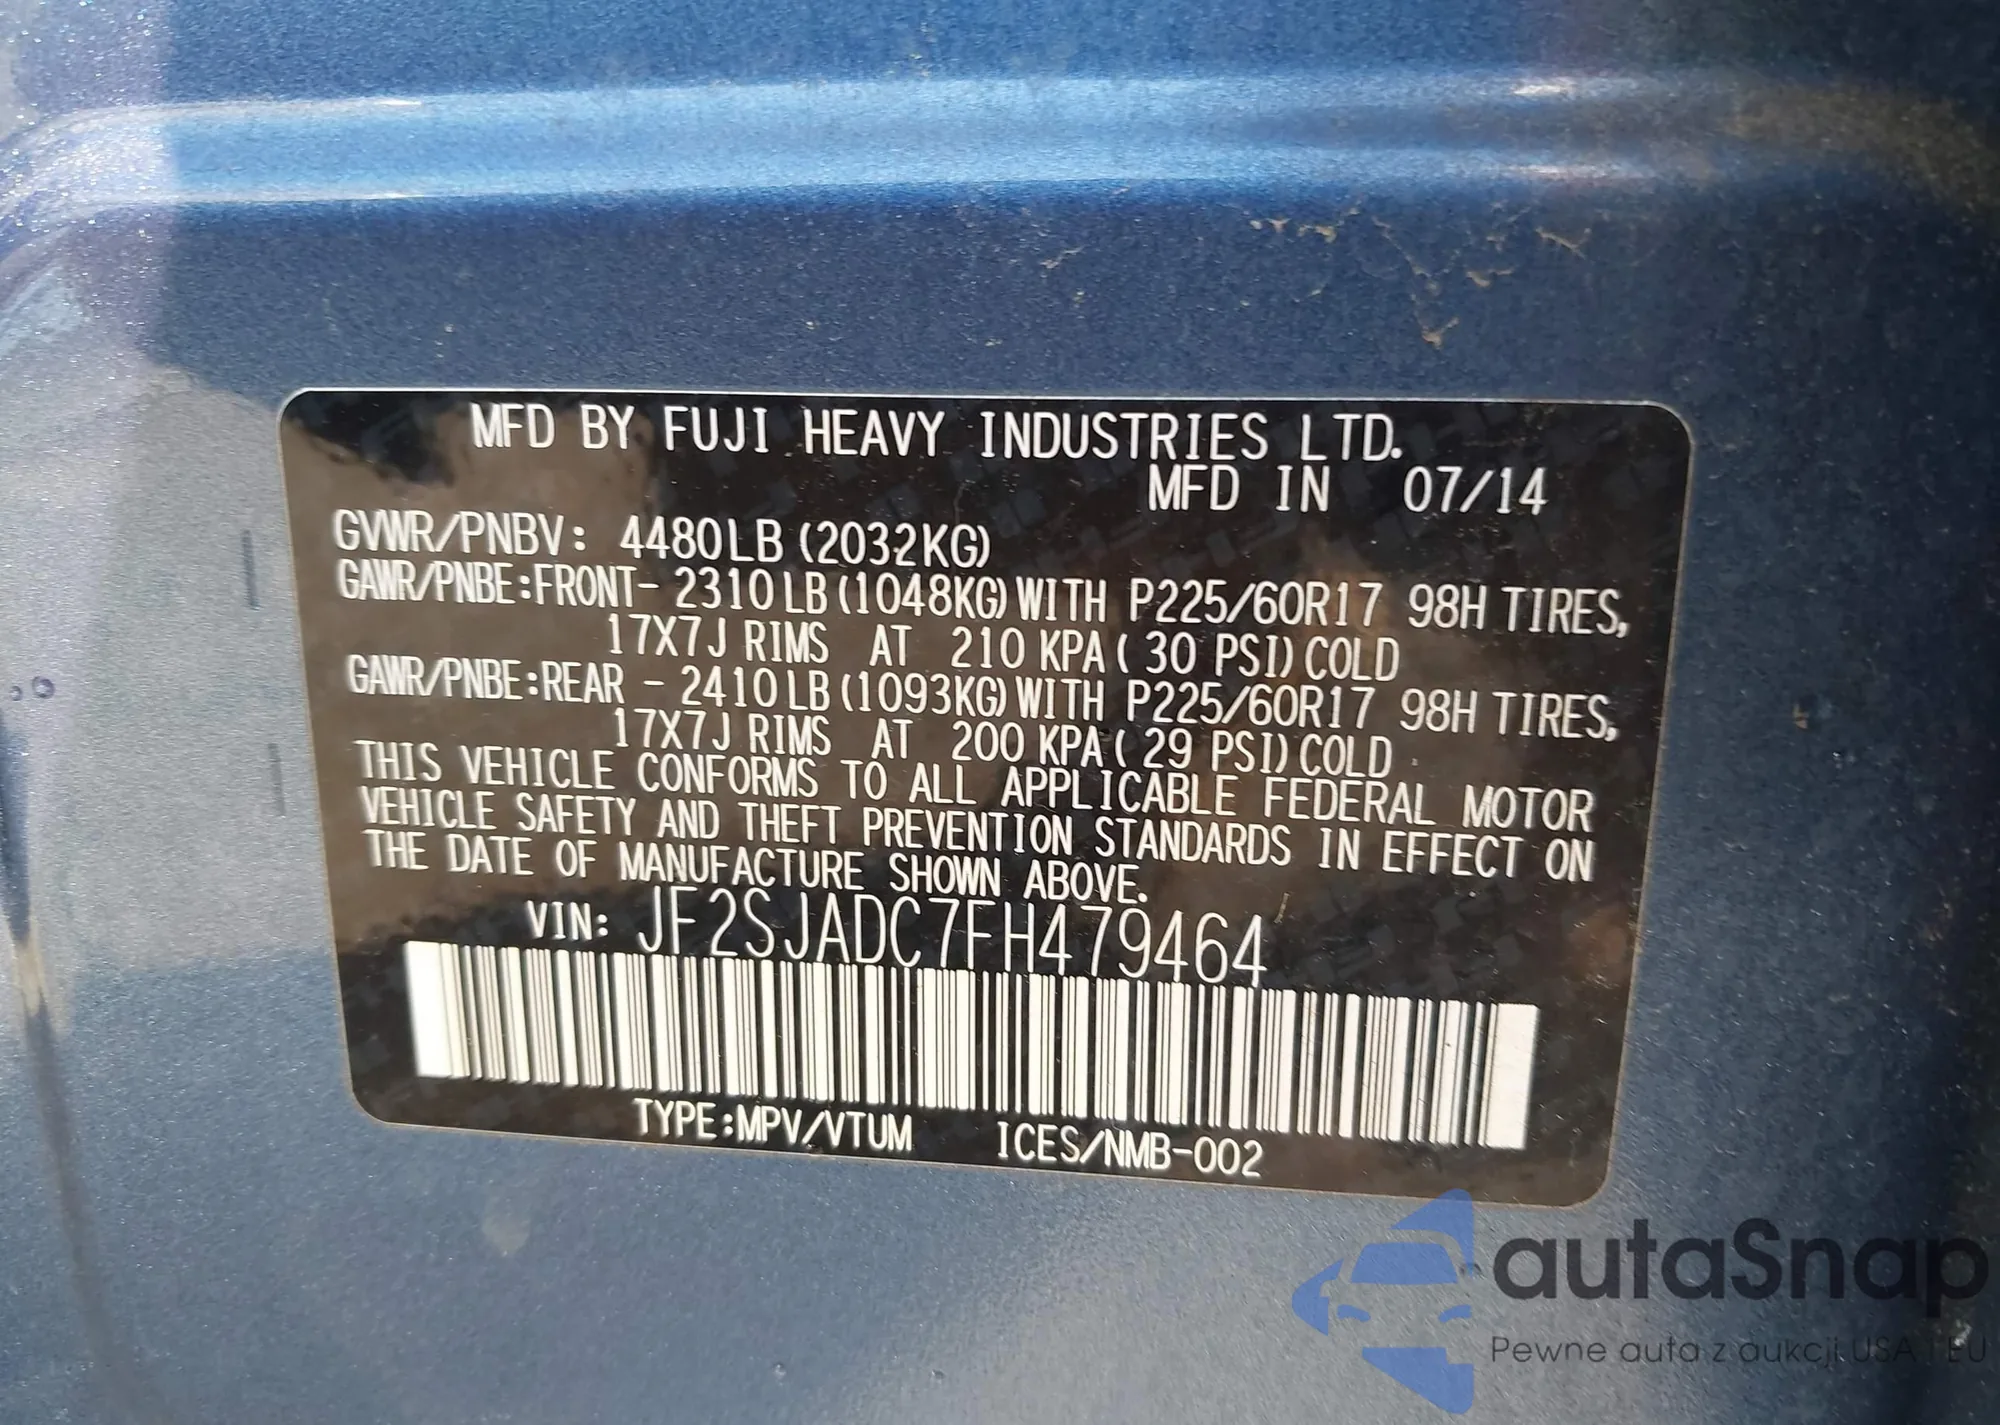 MFD BY FUJI HEAVY INDUSTRIES LTD.
MFD IN 07/14
GVWR/PNBV: 4480LB (2032KG)
GAWR/PNBE:FRONT- 2310LB (1048KG) WITH P225/60R17 98H TIRES,
17X7J RIMS AT 210 KPA ( 30 PSI) COLD
GAWR/PNBE:REAR - 2410LB (1093KG) WITH P225/60R17 98H TIRES,
17X7J RIMS AT 200 KPA ( 29 PSI) COLD
THIS VEHICLE CONFORMS TO ALL APPLICABLE FEDERAL MOTOR
VEHICLE SAFETY AND THEFT PREVENTION STANDARDS IN EFFECT ON
THE DATE OF MANUFACTURE SHOWN ABOVE.
VIN: JF2SJADC7FH479464
TYPE:MPV/VTUM ICES/NMB-002
autaSnap
Pewne auta z aukcji USA i EU